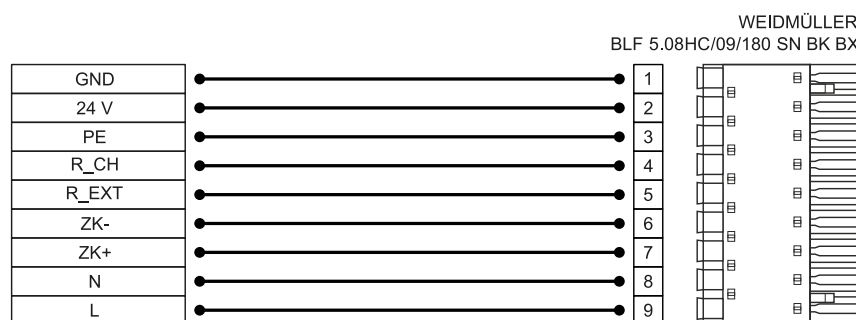 WEIDMÜLLER
BLF 5.08HC/09/180 SN BK BX
GND 1
24 V 2
PE 3
R_CH 4
R_EXT 5
ZK- 6
ZK+ 7
N 8
L 9